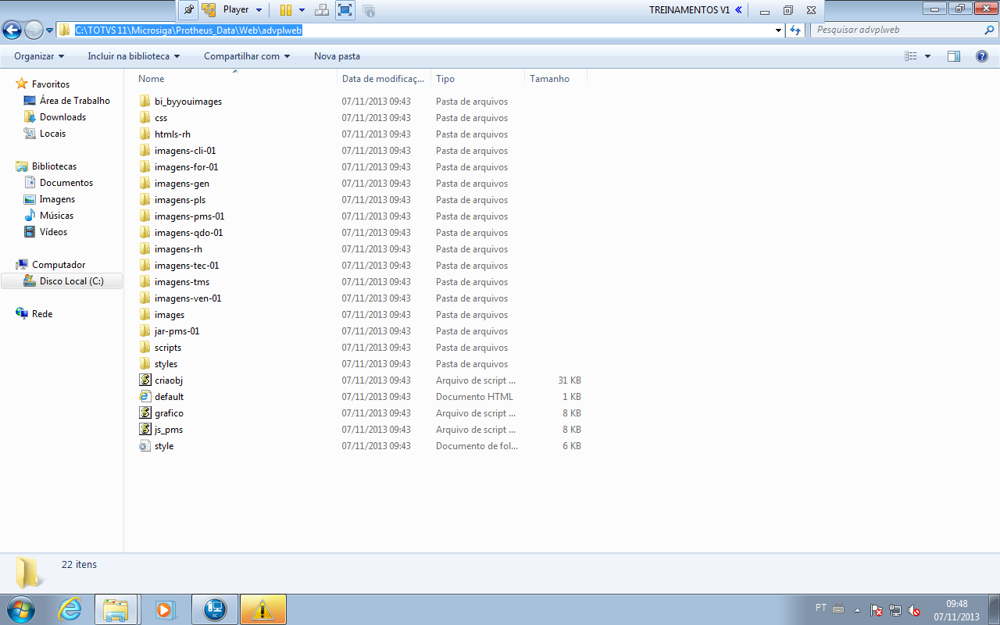 Player
TREINAMENTOS V1
C:\TOTVS 11\Microsiga\Protheus_Data\Web\advplweb
Pesquisar advplweb
Organizar
Incluir na biblioteca
Compartilhar com
Nova pasta
Favoritos
Área de Trabalho
Downloads
Locais
Bibliotecas
Documentos
Imagens
Músicas
Vídeos
Computador
Disco Local (C:)
Rede
Nome Data de modificaç... Tipo Tamanho
bi_byyouimages 07/11/2013 09:43 Pasta de arquivos
css 07/11/2013 09:43 Pasta de arquivos
htmls-rh 07/11/2013 09:43 Pasta de arquivos
imagens-cli-01 07/11/2013 09:43 Pasta de arquivos
imagens-for-01 07/11/2013 09:43 Pasta de arquivos
imagens-gen 07/11/2013 09:43 Pasta de arquivos
imagens-pls 07/11/2013 09:43 Pasta de arquivos
imagens-pms-01 07/11/2013 09:43 Pasta de arquivos
imagens-qdo-01 07/11/2013 09:43 Pasta de arquivos
imagens-rh 07/11/2013 09:43 Pasta de arquivos
imagens-tec-01 07/11/2013 09:43 Pasta de arquivos
imagens-tms 07/11/2013 09:43 Pasta de arquivos
imagens-ven-01 07/11/2013 09:43 Pasta de arquivos
images 07/11/2013 09:43 Pasta de arquivos
jar-pms-01 07/11/2013 09:43 Pasta de arquivos
scripts 07/11/2013 09:43 Pasta de arquivos
styles 07/11/2013 09:43 Pasta de arquivos
criaobj 07/11/2013 09:43 Arquivo de script ... 31 KB
default 07/11/2013 09:43 Documento HTML 1 KB
grafico 07/11/2013 09:43 Arquivo de script ... 8 KB
js_pms 07/11/2013 09:43 Arquivo de script ... 8 KB
style 07/11/2013 09:43 Documento de fol... 6 KB
22 itens
SC
PT
09:48
07/11/2013